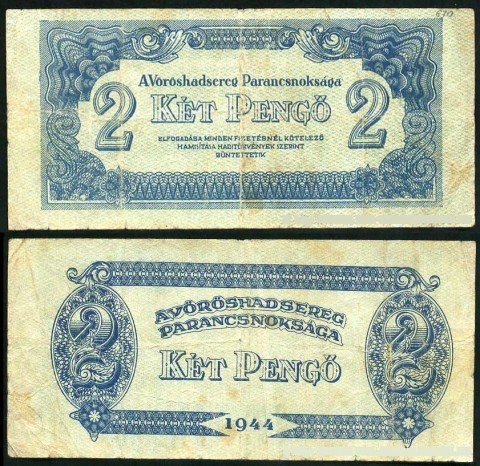 A Vöröshadsereg Parancsnoksága
2 KÉT PENGŐ 2
ELFOGADÁSA MINDEN FIZETÉSNÉL KÖTELEZŐ
HAMISÍTÁSA HADITÖRVÉNYEK SZERINT
BÜNTETTETIK
A VÖRÖSHADSEREG
PARANCSNOKSÁGA
2 KÉT PENGŐ 2
1944